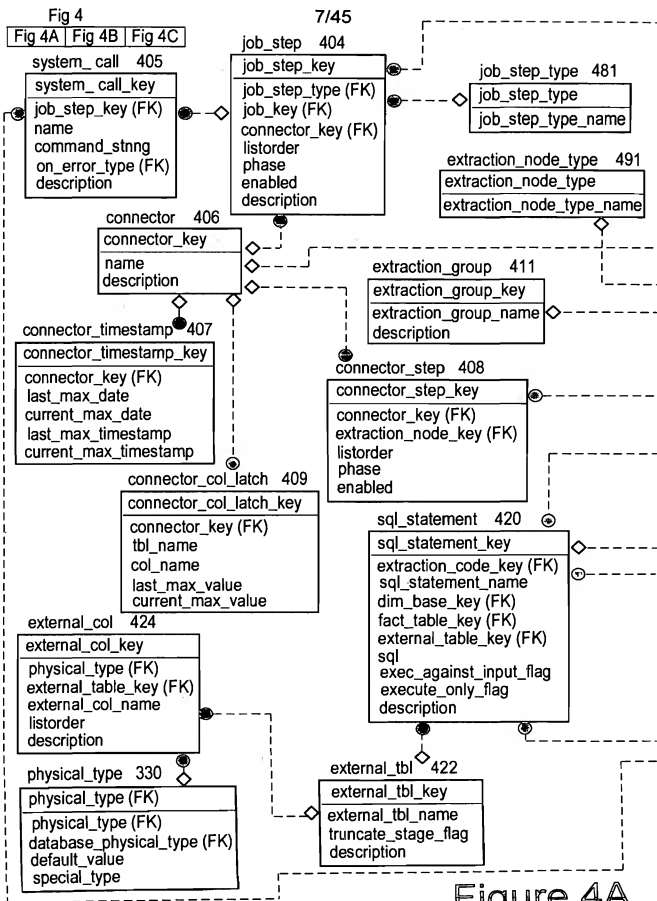 Fig 4
Fig 4A Fig 4B Fig 4C
7/45
system_ call 405
system_ call_key
job_step_key (FK)
name
command_stnng
on_error_type (FK)
description
job_step 404
job_step_key
job_step_type (FK)
job_key (FK)
connector_key (FK)
listorder
phase
enabled
description
job_step_type 481
job_step_type
job_step_type_name
extraction_node_type 491
extraction_node_type
extraction_node_type_name
connector 406
connector_key
name
description
extraction_group 411
extraction_group_key
extraction_group_name
description
connector_timestamp 407
connector_timestamp_key
connector_key (FK)
last_max_date
current_max_date
last_max_timestamp
current_max_timestamp
connector_step 408
connector_step_key
connector_key (FK)
extraction_node_key (FK)
listorder
phase
enabled
connector_col_latch 409
connector_col_latch_key
connector_key (FK)
tbl_name
col_name
last_max_value
current_max_value
sql_statement 420
sql_statement_key
extraction_code_key (FK)
sql_statement_name
dim_base_key (FK)
fact_table_key (FK)
external_table_key (FK)
sql
exec_against_input_flag
execute_only_flag
description
external_col 424
external_col_key
physical_type (FK)
external_table_key (FK)
external_col_name
listorder
description
physical_type 330
physical_type (FK)
physical_type (FK)
database_physical_type (FK)
default_value
special_type
external_tbl 422
external_tbl_key
external_tbl_name
truncate_stage_flag
description
Figure 4A